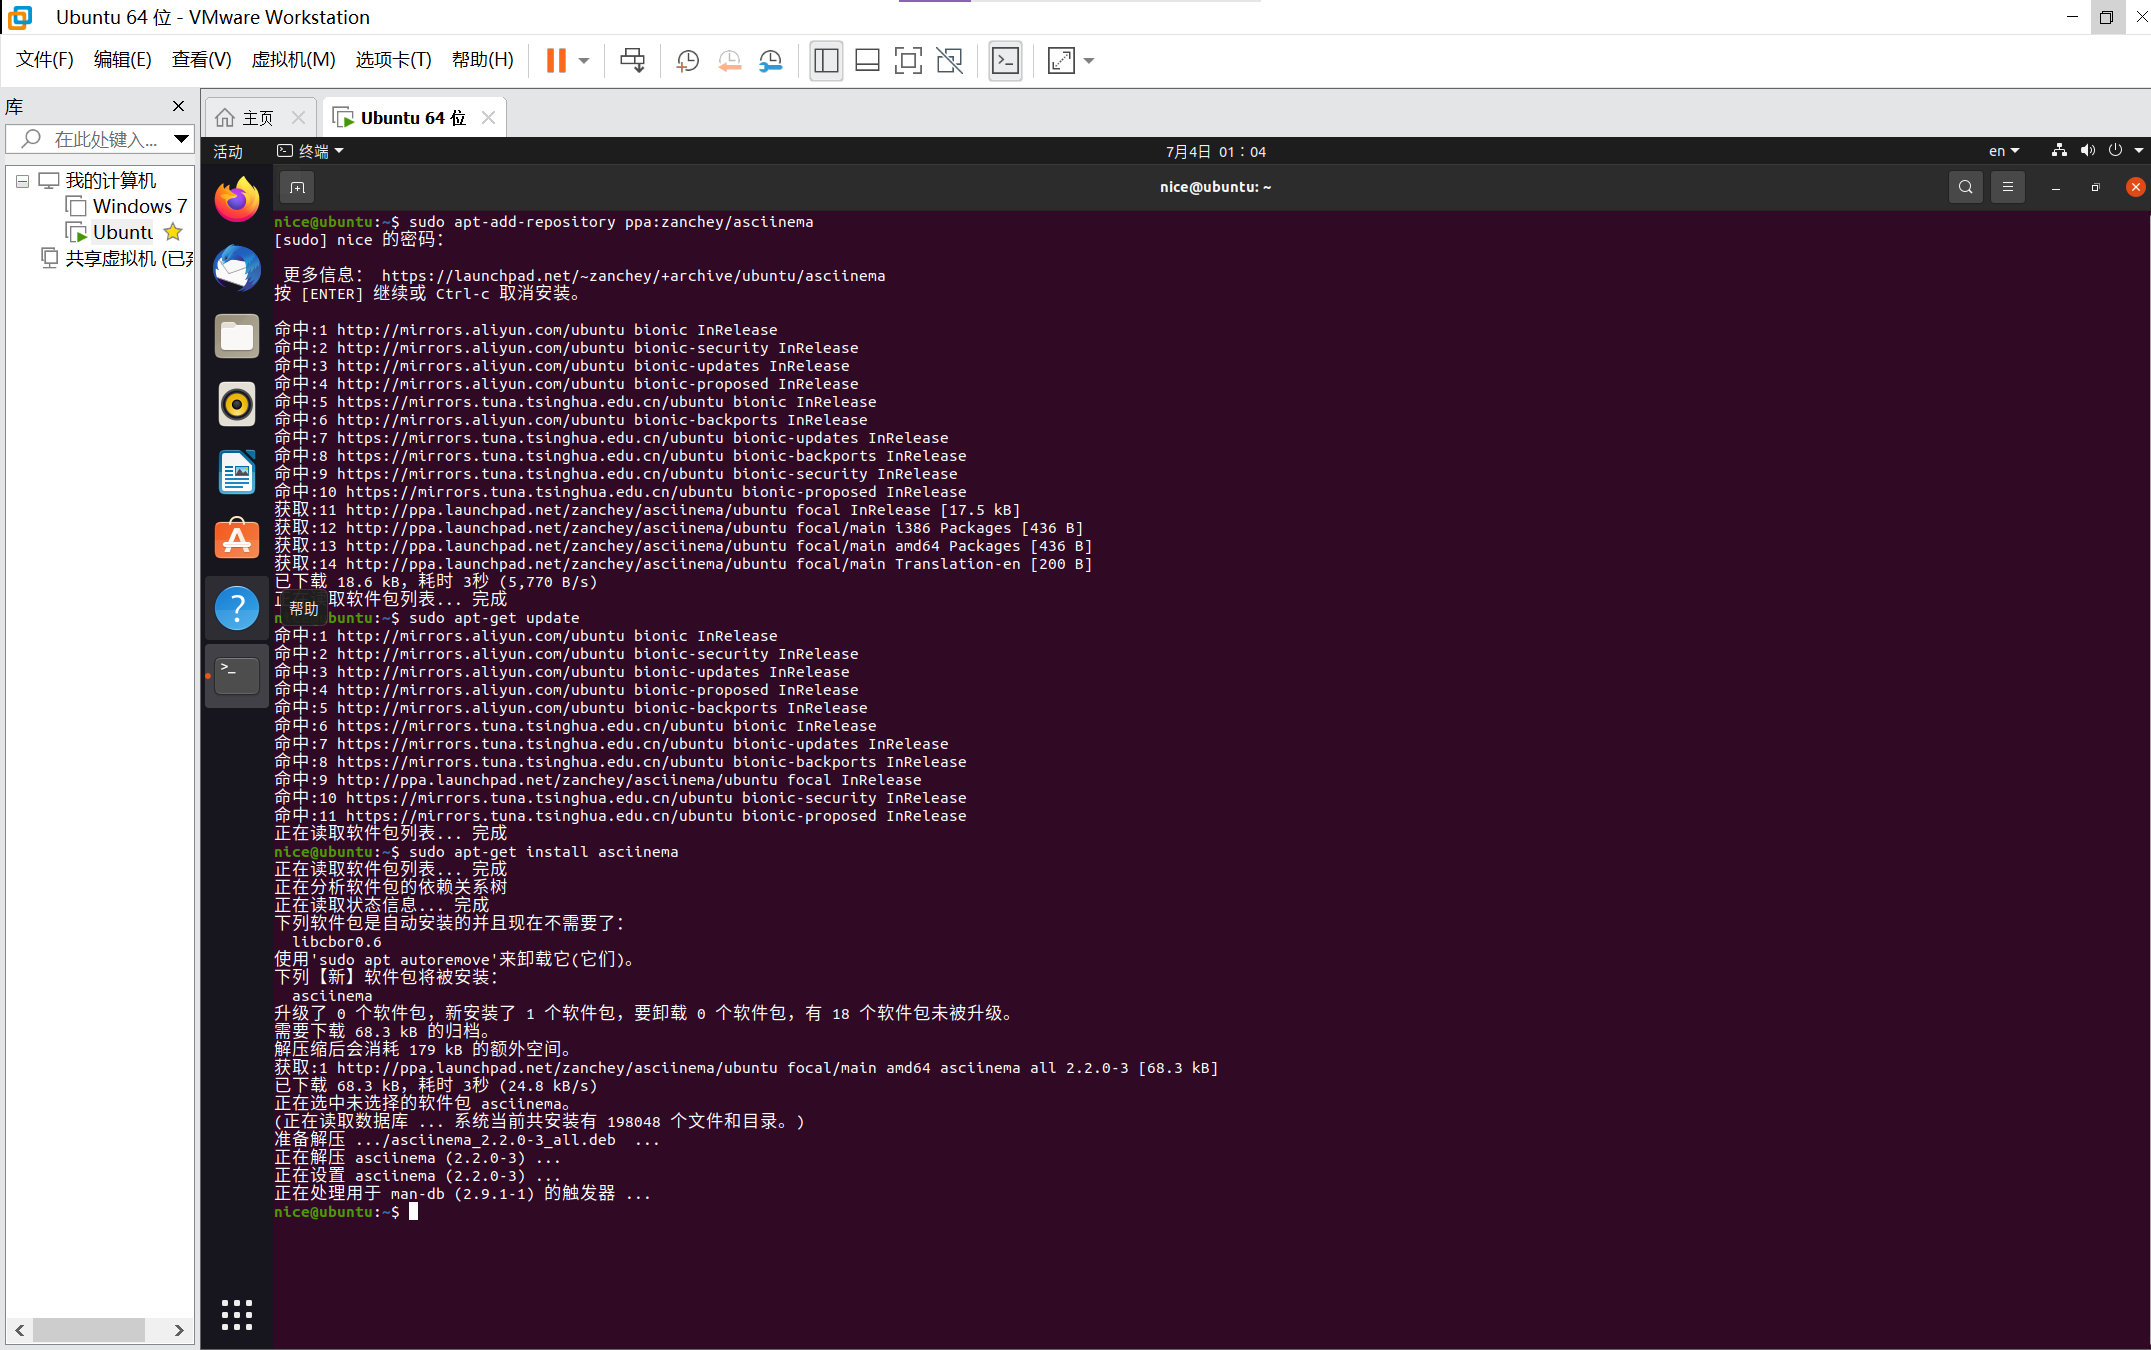 Ubuntu 64 位 - VMware Workstation
文件(F) 编辑(E) 查看(V) 虚拟机(M) 选项卡(T) 帮助(H)
库
在此处键入...
我的计算机
Windows 7
Ubuntu
共享虚拟机 (已
主页
Ubuntu 64 位
活动 终端 7月4日 01：04 en
nice@ubuntu: ~
nice@ubuntu:~$ sudo apt-add-repository ppa:zanchey/asciinema
[sudo] nice 的密码：
更多信息： https://launchpad.net/~zanchey/+archive/ubuntu/asciinema
按 [ENTER] 继续或 Ctrl-c 取消安装。
命中:1 http://mirrors.aliyun.com/ubuntu bionic InRelease
命中:2 http://mirrors.aliyun.com/ubuntu bionic-security InRelease
命中:3 http://mirrors.aliyun.com/ubuntu bionic-updates InRelease
命中:4 http://mirrors.aliyun.com/ubuntu bionic-proposed InRelease
命中:5 https://mirrors.tuna.tsinghua.edu.cn/ubuntu bionic InRelease
命中:6 http://mirrors.aliyun.com/ubuntu bionic-backports InRelease
命中:7 https://mirrors.tuna.tsinghua.edu.cn/ubuntu bionic-updates InRelease
命中:8 https://mirrors.tuna.tsinghua.edu.cn/ubuntu bionic-backports InRelease
命中:9 https://mirrors.tuna.tsinghua.edu.cn/ubuntu bionic-security InRelease
命中:10 https://mirrors.tuna.tsinghua.edu.cn/ubuntu bionic-proposed InRelease
获取:11 http://ppa.launchpad.net/zanchey/asciinema/ubuntu focal InRelease [17.5 kB]
获取:12 http://ppa.launchpad.net/zanchey/asciinema/ubuntu focal/main i386 Packages [436 B]
获取:13 http://ppa.launchpad.net/zanchey/asciinema/ubuntu focal/main amd64 Packages [436 B]
获取:14 http://ppa.launchpad.net/zanchey/asciinema/ubuntu focal/main Translation-en [200 B]
已下载 18.6 kB，耗时 3秒 (5,770 B/s)
读取软件包列表... 完成
帮助
buntu:~$ sudo apt-get update
命中:1 http://mirrors.aliyun.com/ubuntu bionic InRelease
命中:2 http://mirrors.aliyun.com/ubuntu bionic-security InRelease
命中:3 http://mirrors.aliyun.com/ubuntu bionic-updates InRelease
命中:4 http://mirrors.aliyun.com/ubuntu bionic-proposed InRelease
命中:5 http://mirrors.aliyun.com/ubuntu bionic-backports InRelease
命中:6 https://mirrors.tuna.tsinghua.edu.cn/ubuntu bionic InRelease
命中:7 https://mirrors.tuna.tsinghua.edu.cn/ubuntu bionic-updates InRelease
命中:8 https://mirrors.tuna.tsinghua.edu.cn/ubuntu bionic-backports InRelease
命中:9 http://ppa.launchpad.net/zanchey/asciinema/ubuntu focal InRelease
命中:10 https://mirrors.tuna.tsinghua.edu.cn/ubuntu bionic-security InRelease
命中:11 https://mirrors.tuna.tsinghua.edu.cn/ubuntu bionic-proposed InRelease
正在读取软件包列表... 完成
nice@ubuntu:~$ sudo apt-get install asciinema
正在读取软件包列表... 完成
正在分析软件包的依赖关系树
正在读取状态信息... 完成
下列软件包是自动安装的并且现在不需要了：
libcbor0.6
使用'sudo apt autoremove'来卸载它(它们)。
下列【新】软件包将被安装：
asciinema
升级了 0 个软件包，新安装了 1 个软件包，要卸载 0 个软件包，有 18 个软件包未被升级。
需要下载 68.3 kB 的归档。
解压缩后会消耗 179 kB 的额外空间。
获取:1 http://ppa.launchpad.net/zanchey/asciinema/ubuntu focal/main amd64 asciinema all 2.2.0-3 [68.3 kB]
已下载 68.3 kB，耗时 3秒 (24.8 kB/s)
正在选中未选择的软件包 asciinema。
(正在读取数据库 ... 系统当前共安装有 198048 个文件和目录。)
准备解压 .../asciinema_2.2.0-3_all.deb  ...
正在解压 asciinema (2.2.0-3) ...
正在设置 asciinema (2.2.0-3) ...
正在处理用于 man-db (2.9.1-1) 的触发器 ...
nice@ubuntu:~$